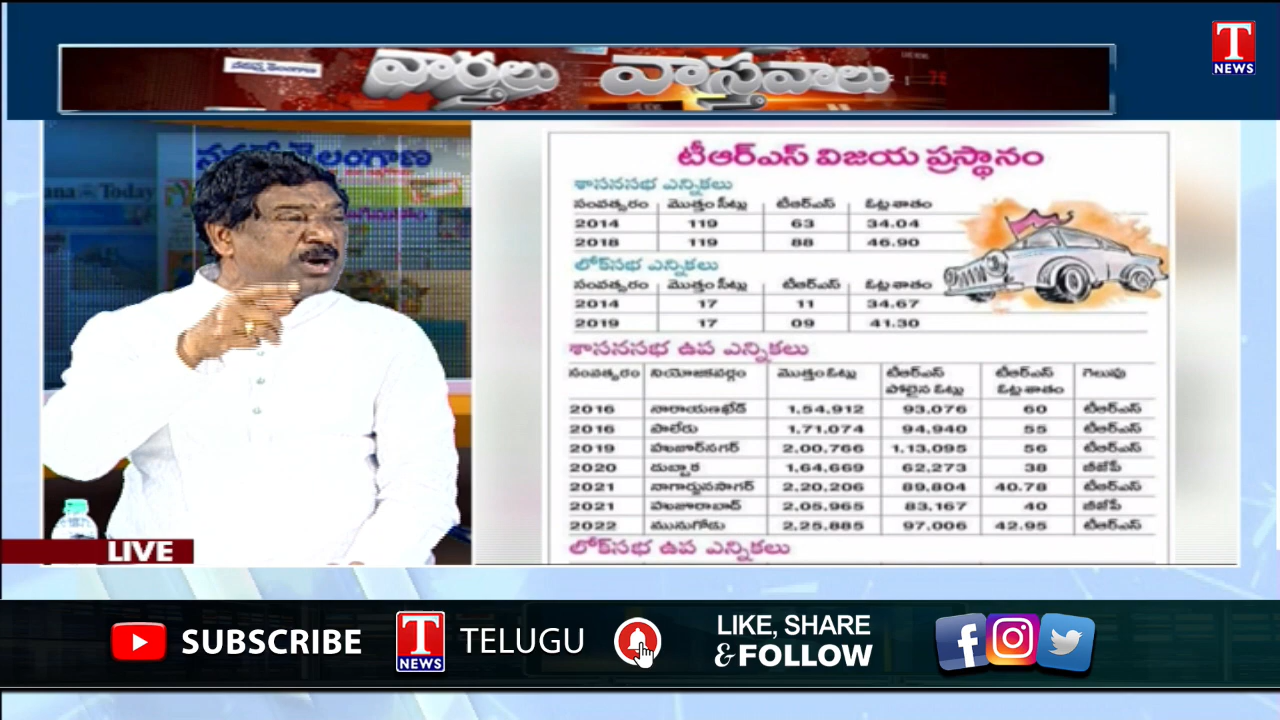 T
NEWS
నమస్తే తెలంగాణ
వార్తలు వాస్తవాలు
నమస్తే తెలంగాణ
ana Today
టీఆర్ఎస్ విజయ ప్రస్థానం
శాసనసభ ఎన్నికలు
సంవత్సరం మొత్తం సీట్లు టీఆర్ఎస్ ఓట్ల శాతం
2014 119 63 34.04
2018 119 88 46.90
లోక్‌సభ ఎన్నికలు
సంవత్సరం మొత్తం సీట్లు టీఆర్ఎస్ ఓట్ల శాతం
2014 17 11 34.67
2019 17 09 41.30
శాసనసభ ఉప ఎన్నికలు
సంవత్సరం నియోజకవర్గం మొత్తం ఓట్లు టీఆర్ఎస్ పోలైన ఓట్లు టీఆర్ఎస్ ఓట్ల శాతం గెలుపు
2016 నారాయణఖేడ్ 1,54,912 93,076 60 టీఆర్ఎస్
2016 పాలేరు 1,71,074 94,940 55 టీఆర్ఎస్
2019 హుజూర్‌నగర్ 2,00,766 1,13,095 56 టీఆర్ఎస్
2020 దుబ్బాక 1,64,669 62,273 38 బీజేపీ
2021 నాగార్జునసాగర్ 2,20,206 89,804 40.78 టీఆర్ఎస్
2021 హుజూరాబాద్ 2,05,965 83,167 40 బీజేపీ
2022 మునుగోడు 2,25,885 97,006 42.95 టీఆర్ఎస్
లోక్‌సభ ఉప ఎన్నికలు
LIVE
SUBSCRIBE
T
NEWS
TELUGU
LIKE, SHARE
& FOLLOW